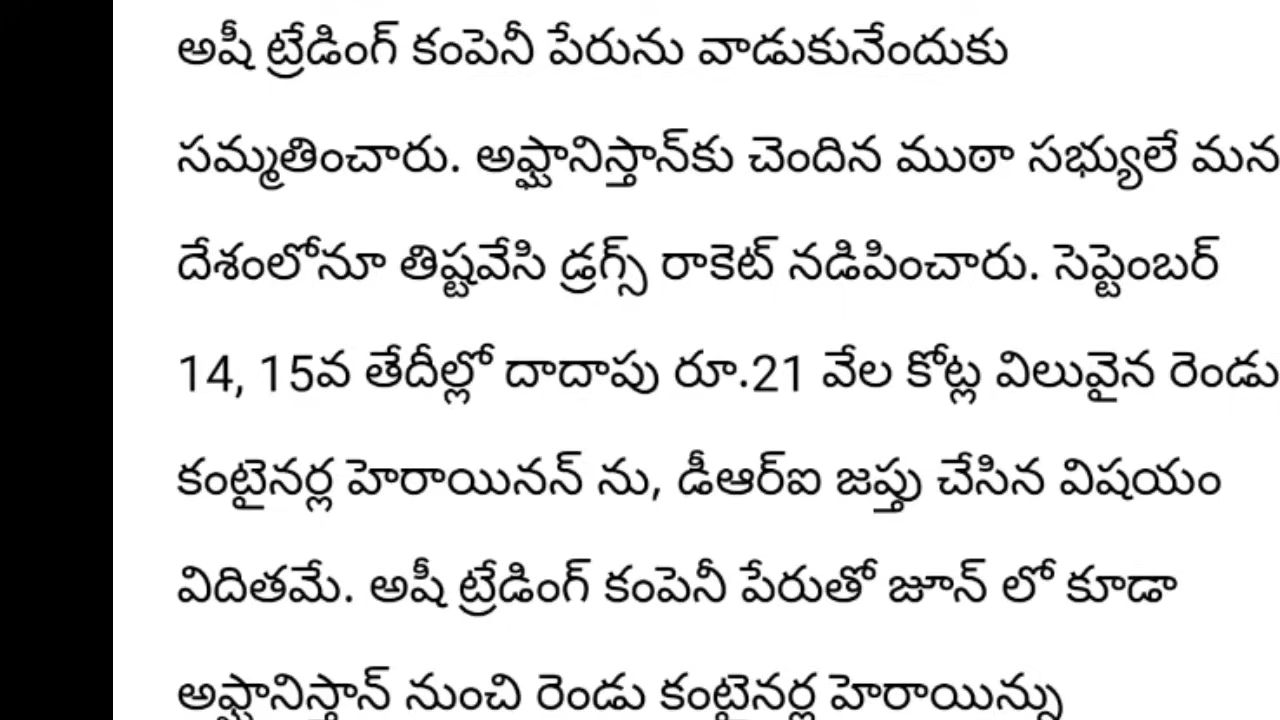 అషీ ట్రేడింగ్ కంపెనీ పేరును వాడుకునేందుకు
సమ్మతించారు. అఫ్ఘానిస్తాన్‌కు చెందిన ముఠా సభ్యులే మన
దేశంలోనూ తిష్టవేసి డ్రగ్స్ రాకెట్ నడిపించారు. సెప్టెంబర్
14, 15వ తేదీల్లో దాదాపు రూ.21 వేల కోట్ల విలువైన రెండు
కంటైనర్ల హెరాయినన్ ను, డీఆర్ఐ జప్తు చేసిన విషయం
విదితమే. అషీ ట్రేడింగ్ కంపెనీ పేరుతో జూన్ లో కూడా
అఫ్ఘానిస్తాన్ నుంచి రెండు కంటైనర్ల హెరాయిన్ను